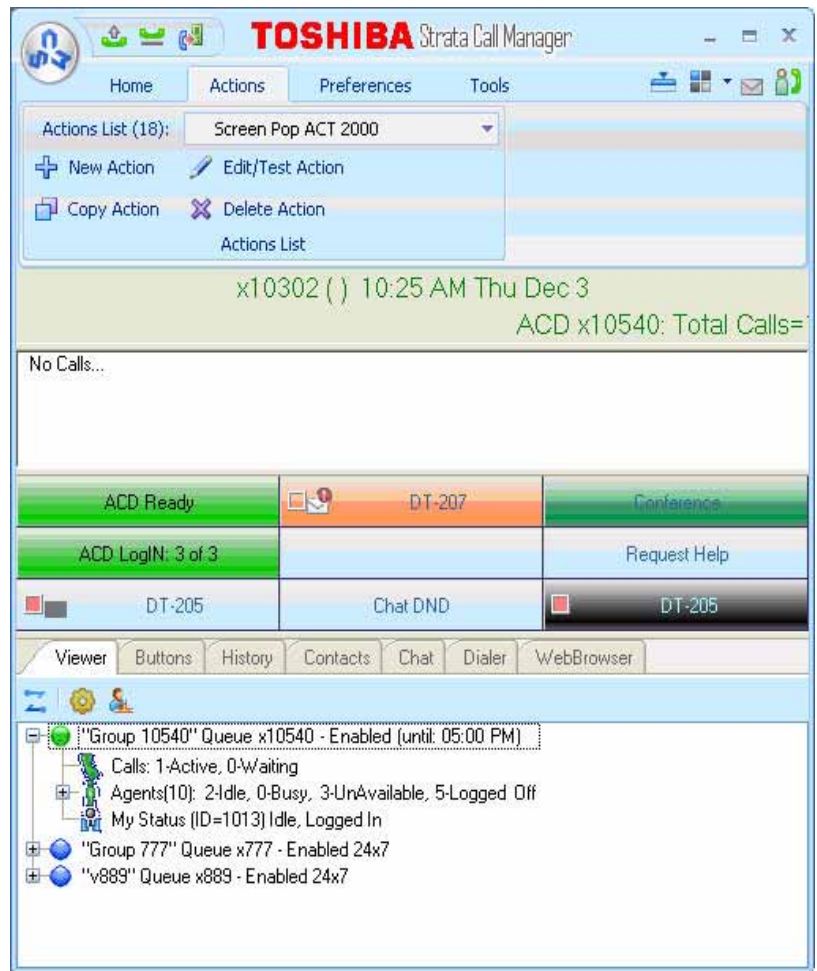 TOSHIBA Strata Call Manager
Home Actions Preferences Tools
Actions List (18): Screen Pop ACT 2000
New Action Edit/Test Action
Copy Action Delete Action
Actions List
x10302 ( ) 10:25 AM Thu Dec 3
ACD x10540: Total Calls=
No Calls...
ACD Ready DT-207 Conference
ACD LogIN: 3 of 3 Request Help
DT-205 Chat DND DT-205
Viewer Buttons History Contacts Chat Dialer WebBrowser
"Group 10540" Queue x10540 - Enabled (until: 05:00 PM)
Calls: 1-Active, 0-Waiting
Agents(10): 2-Idle, 0-Busy, 3-UnAvailable, 5-Logged Off
My Status (ID=1013) Idle, Logged In
"Group 777" Queue x777 - Enabled 24x7
"v889" Queue x889 - Enabled 24x7